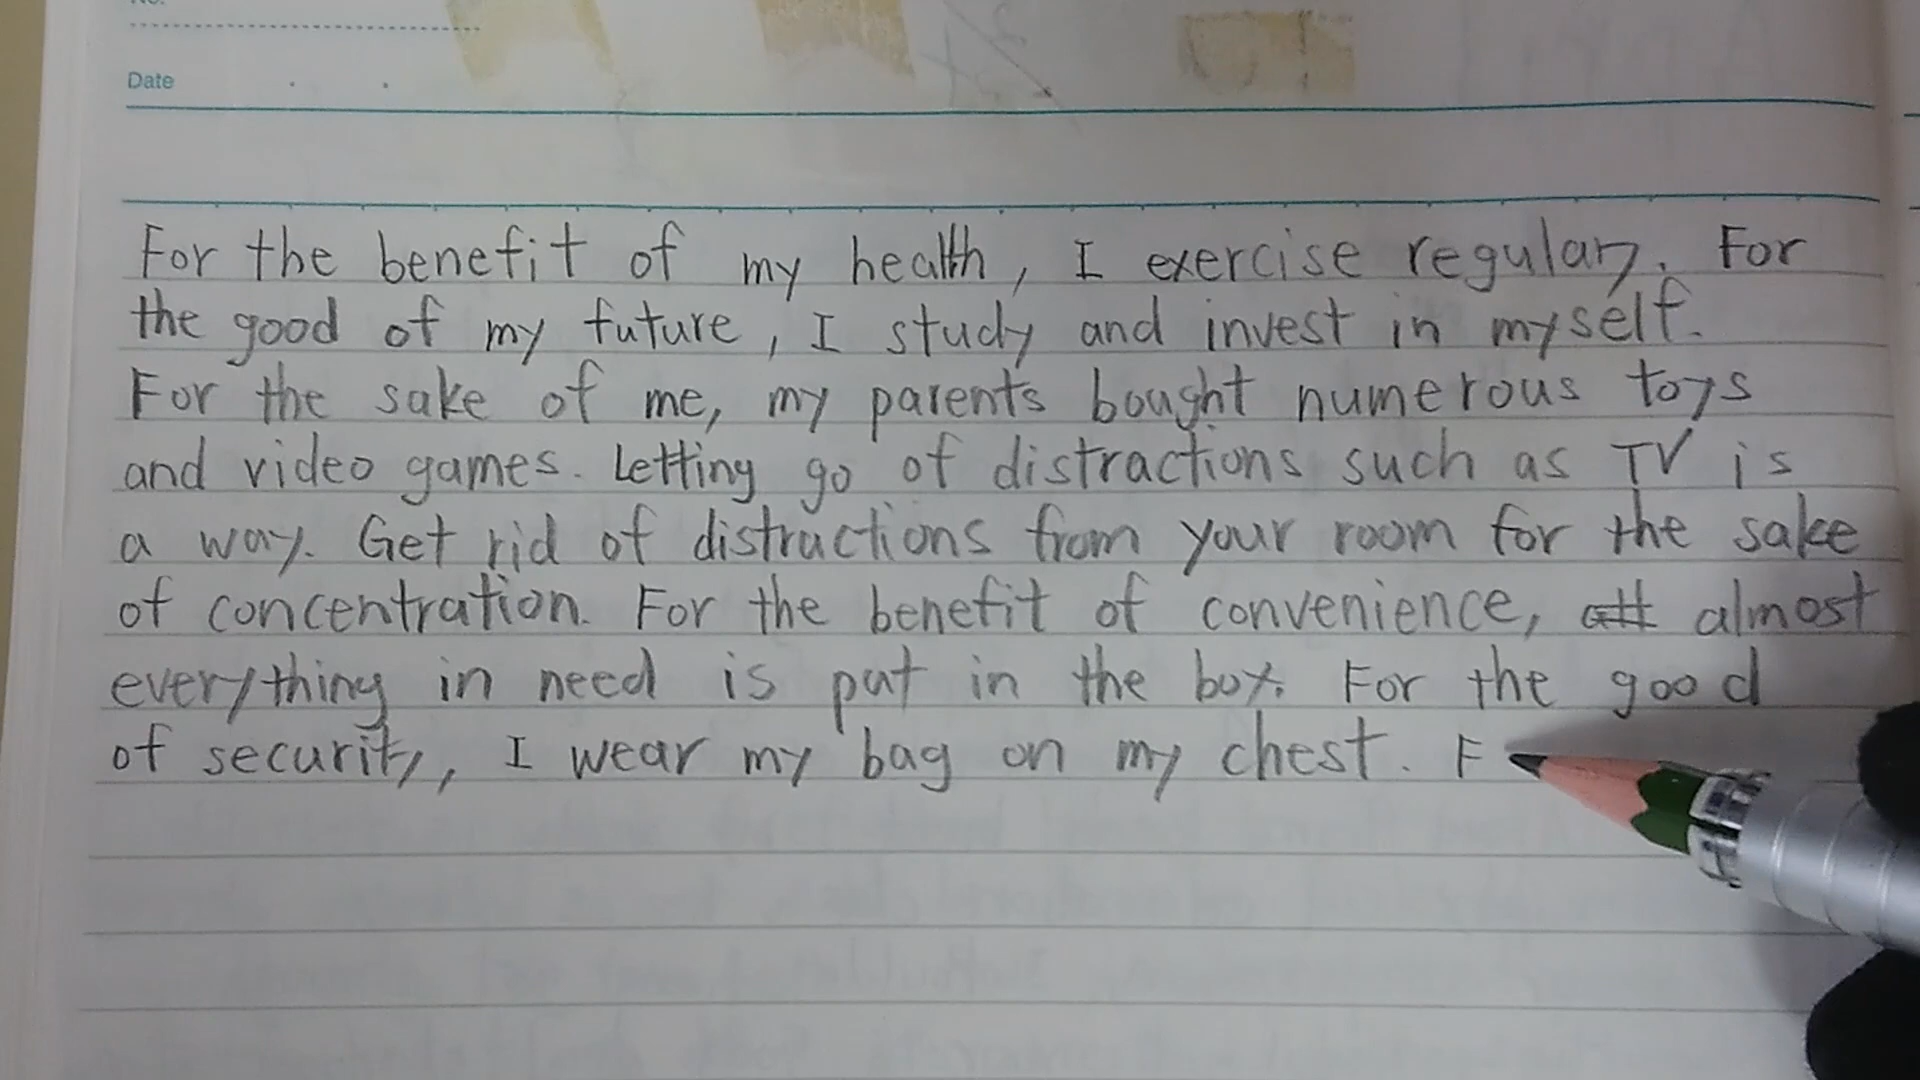 No.
Date
For the benefit of my health, I exercise regulary. For
the good of my future, I study and invest in myself.
For the sake of me, my parents bought numerous toys
and video games. Letting go of distractions such as TV is
a way. Get rid of distractions from your room for the sake
of concentration. For the benefit of convenience, almost
everything in need is put in the box. For the good
of security, I wear my bag on my chest. F